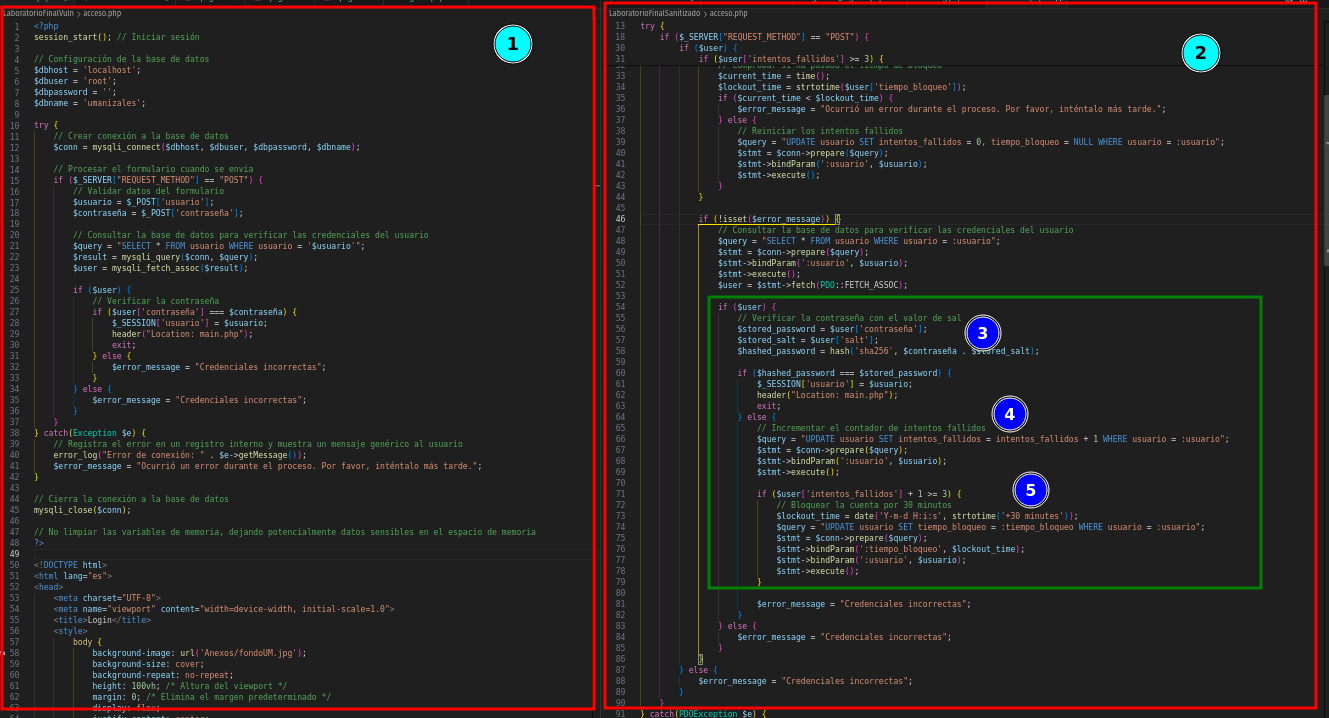 LaboratorioFinalVuln > acceso.php
1 <?php
2 session_start(); // Iniciar sesión
3
4 // Configuración de la base de datos
5 $dbhost = 'localhost';
6 $dbuser = 'root';
7 $dbpassword = '';
8 $dbname = 'umanizales';
9
10 try {
11 // Crear conexión a la base de datos
12 $conn = mysqli_connect($dbhost, $dbuser, $dbpassword, $dbname);
13
14 // Procesar el formulario cuando se envía
15 if ($_SERVER["REQUEST_METHOD"] == "POST") {
16 // Validar datos del formulario
17 $usuario = $_POST['usuario'];
18 $contraseña = $_POST['contraseña'];
19
20 // Consultar la base de datos para verificar las credenciales del usuario
21 $query = "SELECT * FROM usuario WHERE usuario = '$usuario'";
22 $result = mysqli_query($conn, $query);
23 $user = mysqli_fetch_assoc($result);
24
25 if ($user) {
26 // Verificar la contraseña
27 if ($user['contraseña'] === $contraseña) {
28 $_SESSION['usuario'] = $usuario;
29 header("Location: main.php");
30 exit;
31 } else {
32 $error_message = "Credenciales incorrectas";
33 }
34 } else {
35 $error_message = "Credenciales incorrectas";
36 }
37 }
38 } catch(Exception $e) {
39 // Registra el error en un registro interno y muestra un mensaje genérico al usuario
40 error_log("Error de conexión: " . $e->getMessage());
41 $error_message = "Ocurrió un error durante el proceso. Por favor, inténtalo más tarde.";
42 }
43
44 // Cierra la conexión a la base de datos
45 mysqli_close($conn);
46
47 // No limpiar las variables de memoria, dejando potencialmente datos sensibles en el espacio de memoria
48 ?>
49
50 <!DOCTYPE html>
51 <html lang="es">
52 <head>
53 <meta charset="UTF-8">
54 <meta name="viewport" content="width=device-width, initial-scale=1.0">
55 <title>Login</title>
56 <style>
57 body {
58 background-image: url('Anexos/fondoUM.jpg');
59 background-size: cover;
60 background-repeat: no-repeat;
61 height: 100vh; /* Altura del viewport */
62 margin: 0; /* Elimina el margen predeterminado */
63 display: flex;
1
LaboratorioFinalSanitizado > acceso.php
13 try {
18 if ($_SERVER["REQUEST_METHOD"] == "POST") {
30 if ($user) {
31 if ($user['intentos_fallidos'] >= 3) {
32 // Comprobar si ha pasado el tiempo de bloqueo
33 $current_time = time();
34 $lockout_time = strtotime($user['tiempo_bloqueo']);
35 if ($current_time < $lockout_time) {
36 $error_message = "Ocurrió un error durante el proceso. Por favor, inténtalo más tarde.";
37 } else {
38 // Reiniciar los intentos fallidos
39 $query = "UPDATE usuario SET intentos_fallidos = 0, tiempo_bloqueo = NULL WHERE usuario = :usuario";
40 $stmt = $conn->prepare($query);
41 $stmt->bindParam(':usuario', $usuario);
42 $stmt->execute();
43 }
44 }
45
46 if (!isset($error_message)) {
47 // Consultar la base de datos para verificar las credenciales del usuario
48 $query = "SELECT * FROM usuario WHERE usuario = :usuario";
49 $stmt = $conn->prepare($query);
50 $stmt->bindParam(':usuario', $usuario);
51 $stmt->execute();
52 $user = $stmt->fetch(PDO::FETCH_ASSOC);
53
54 if ($user) {
55 // Verificar la contraseña con el valor de sal
56 $stored_password = $user['contraseña'];
57 $stored_salt = $user['salt'];
58 $hashed_password = hash('sha256', $contraseña . $stored_salt);
59
60 if ($hashed_password === $stored_password) {
61 $_SESSION['usuario'] = $usuario;
62 header("Location: main.php");
63 exit;
64 } else {
65 // Incrementar el contador de intentos fallidos
66 $query = "UPDATE usuario SET intentos_fallidos = intentos_fallidos + 1 WHERE usuario = :usuario";
67 $stmt = $conn->prepare($query);
68 $stmt->bindParam(':usuario', $usuario);
69 $stmt->execute();
70
71 if ($user['intentos_fallidos'] + 1 >= 3) {
72 // Bloquear la cuenta por 30 minutos
73 $lockout_time = date('Y-m-d H:i:s', strtotime('+30 minutes'));
74 $query = "UPDATE usuario SET tiempo_bloqueo = :tiempo_bloqueo WHERE usuario = :usuario";
75 $stmt = $conn->prepare($query);
76 $stmt->bindParam(':tiempo_bloqueo', $lockout_time);
77 $stmt->bindParam(':usuario', $usuario);
78 $stmt->execute();
79 }
80
81 $error_message = "Credenciales incorrectas";
82 }
83 } else {
84 $error_message = "Credenciales incorrectas";
85 }
86 }
87 } else {
88 $error_message = "Credenciales incorrectas";
89 }
90 }
91 } catch(PDOException $e) {
2
3
4
5